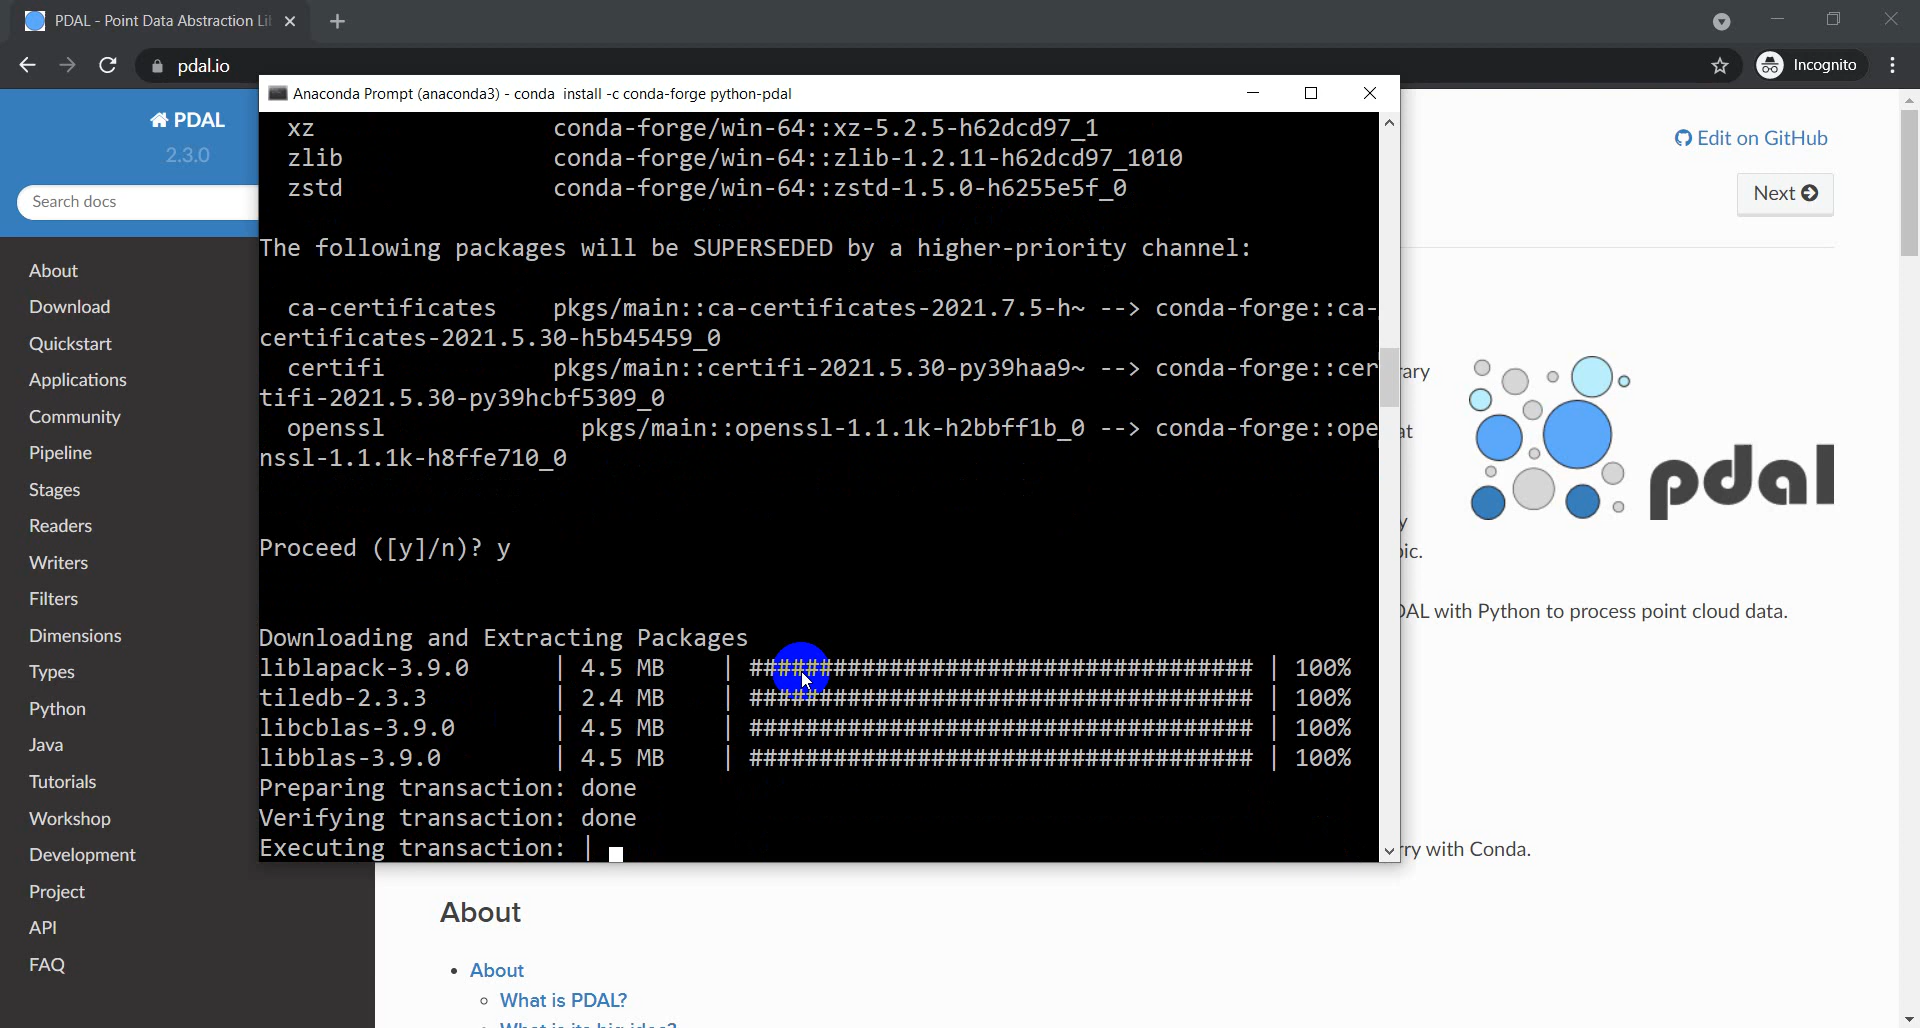 PDAL - Point Data Abstraction Li
pdal.io
Incognito
PDAL
2.3.0
Search docs
About
Download
Quickstart
Applications
Community
Pipeline
Stages
Readers
Writers
Filters
Dimensions
Types
Python
Java
Tutorials
Workshop
Development
Project
API
FAQ
Anaconda Prompt (anaconda3) - conda  install -c conda-forge python-pdal
xz conda-forge/win-64::xz-5.2.5-h62dcd97_1
zlib conda-forge/win-64::zlib-1.2.11-h62dcd97_1010
zstd conda-forge/win-64::zstd-1.5.0-h6255e5f_0
The following packages will be SUPERSEDED by a higher-priority channel:
ca-certificates pkgs/main::ca-certificates-2021.7.5-h~ --> conda-forge::ca-
certificates-2021.5.30-h5b45459_0
certifi pkgs/main::certifi-2021.5.30-py39haa9~ --> conda-forge::cer
tifi-2021.5.30-py39hcbf5309_0
openssl pkgs/main::openssl-1.1.1k-h2bbff1b_0 --> conda-forge::ope
nssl-1.1.1k-h8ffe710_0
Proceed ([y]/n)? y
Downloading and Extracting Packages
liblapack-3.9.0 | 4.5 MB | #################################### | 100%
tiledb-2.3.3 | 2.4 MB | #################################### | 100%
libcblas-3.9.0 | 4.5 MB | #################################### | 100%
libblas-3.9.0 | 4.5 MB | #################################### | 100%
Preparing transaction: done
Verifying transaction: done
Executing transaction: |
Edit on GitHub
Next
pdal
with Python to process point cloud data.
with Conda.
About
About
What is PDAL?